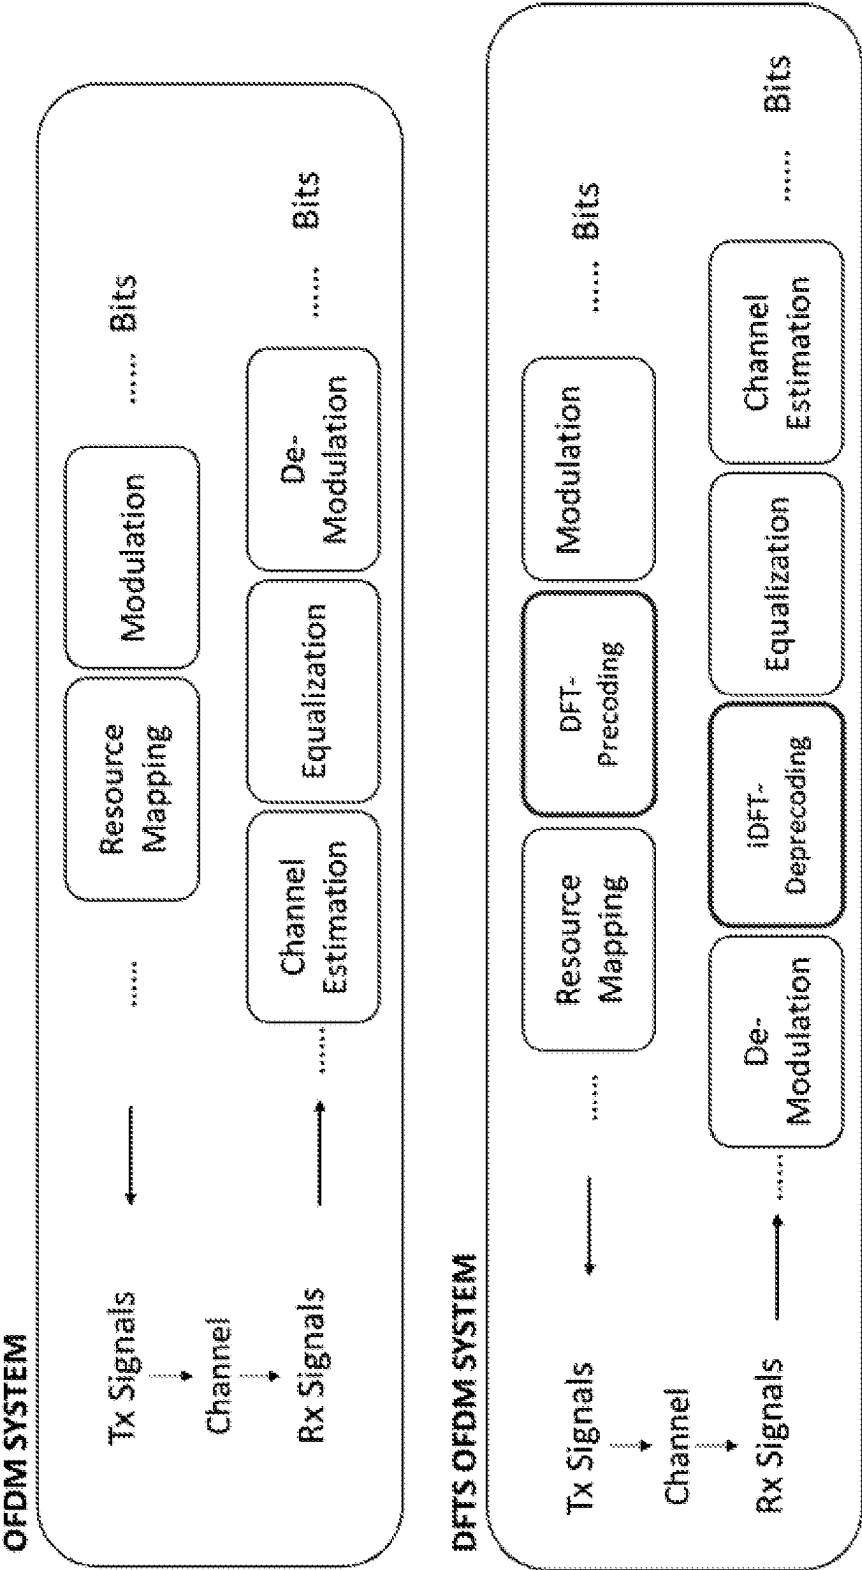 OFDM SYSTEM
Tx Signals
Channel
Rx Signals
......
Resource
Mapping
Modulation
......
Bits
......
Channel
Estimation
Equalization
De-
Modulation
......
Bits
DFTS OFDM SYSTEM
Tx Signals
Channel
Rx Signals
......
Resource
Mapping
DFT-
Precoding
Modulation
......
Bits
......
De-
Modulation
iDFT-
Deprecoding
Equalization
Channel
Estimation
......
Bits